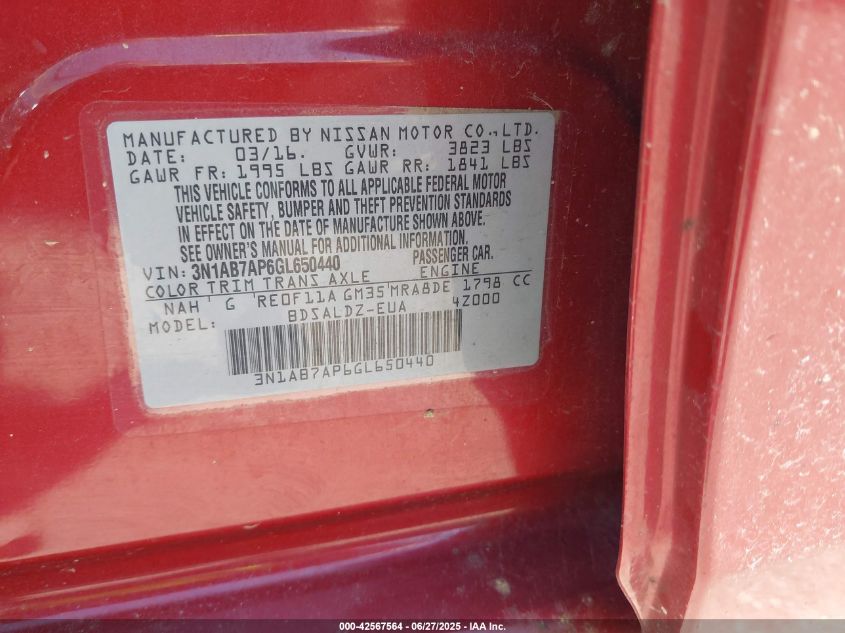 MANUFACTURED BY NISSAN MOTOR CO.,LTD.
DATE: 03/16. GVWR: 3823 LBS
GAWR FR: 1995 LBS GAWR RR: 1841 LBS
THIS VEHICLE CONFORMS TO ALL APPLICABLE FEDERAL MOTOR
VEHICLE SAFETY, BUMPER AND THEFT PREVENTION STANDARDS
IN EFFECT ON THE DATE OF MANUFACTURE SHOWN ABOVE.
SEE OWNER'S MANUAL FOR ADDITIONAL INFORMATION.
VIN: 3N1AB7AP6GL650440 PASSENGER CAR.
COLOR TRIM TRANS AXLE ENGINE
NAH G RE0F11A GM35 MRA8DE 1798 CC
MODEL: BDSALDZ-EUA 4Z000
3N1AB7AP6GL650440
000-42567564 / 06/27/2025 - IAA Inc.